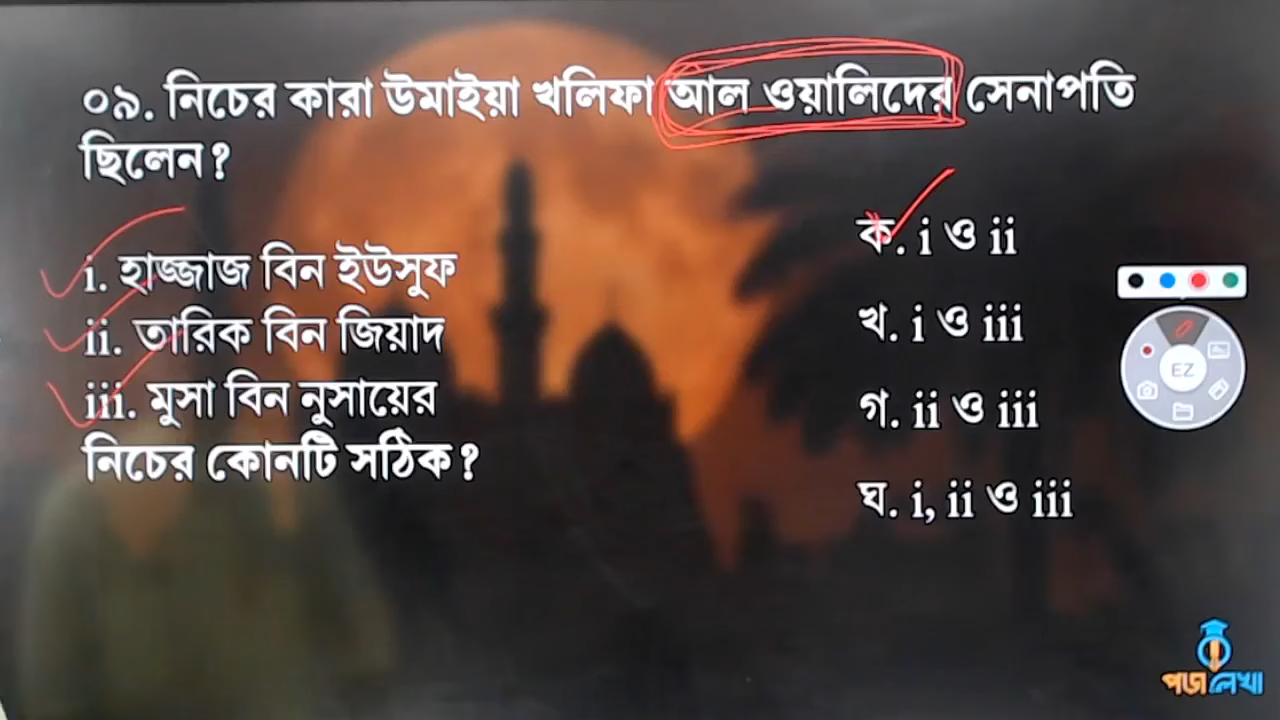 ০৯. নিচের কারা উমাইয়া খলিফা আল ওয়ালিদের সেনাপতি
ছিলেন?
i. হাজ্জাজ বিন ইউসুফ
ii. তারিক বিন জিয়াদ
iii. মুসা বিন নুসায়ের
নিচের কোনটি সঠিক?
ক. i ও ii
খ. i ও iii
গ. ii ও iii
ঘ. i, ii ও iii
EZ
পড়ালেখা